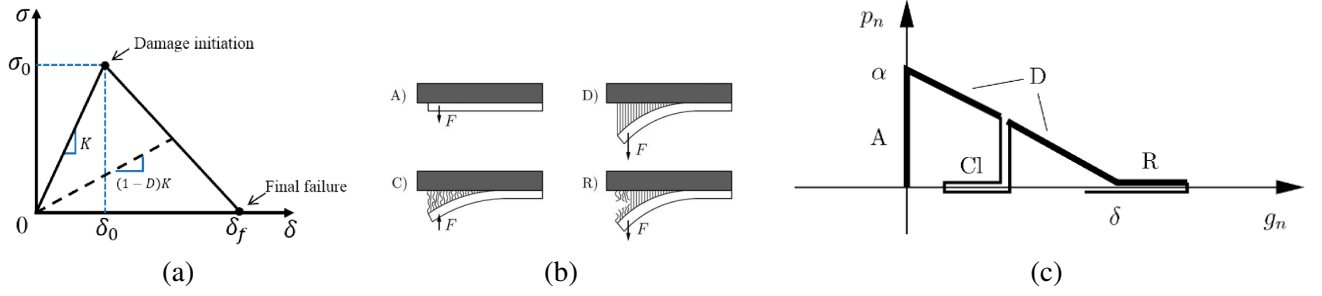 σ
Damage initiation
σ₀
K
(1 − D)K
Final failure
0
δ₀
δf
δ
(a)
A)
F
D)
F
C)
F
R)
F
(b)
pₙ
α
D
A
Cl
R
δ
gₙ
(c)